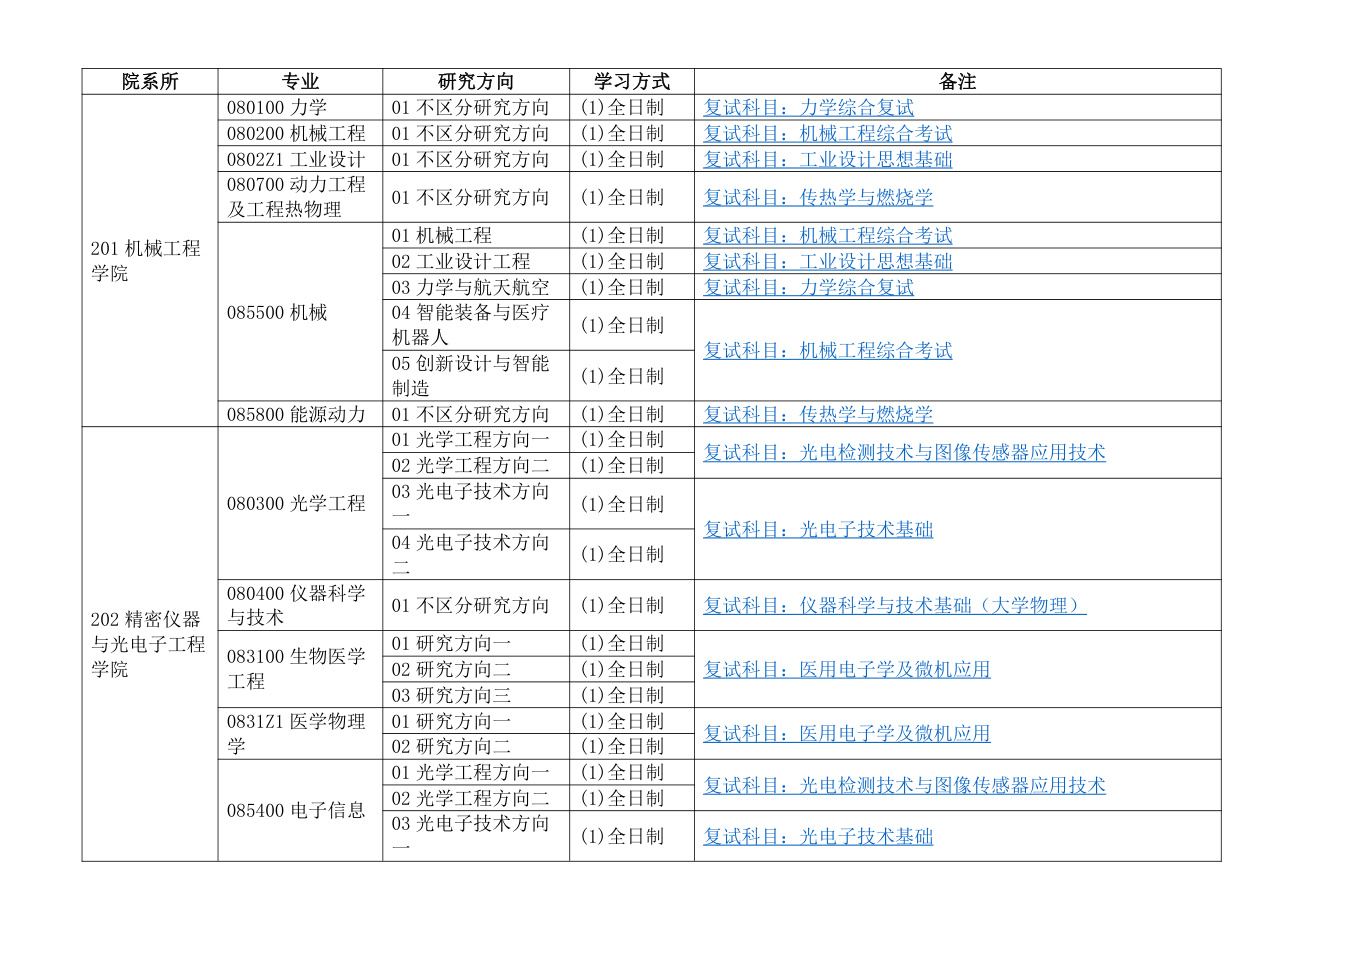 院系所 专业 研究方向 学习方式 备注
201 机械工程
学院
080100 力学 01 不区分研究方向 (1)全日制 复试科目：力学综合复试
080200 机械工程 01 不区分研究方向 (1)全日制 复试科目：机械工程综合考试
0802Z1 工业设计 01 不区分研究方向 (1)全日制 复试科目：工业设计思想基础
080700 动力工程
及工程热物理
01 不区分研究方向 (1)全日制 复试科目：传热学与燃烧学
085500 机械
01 机械工程 (1)全日制 复试科目：机械工程综合考试
02 工业设计工程 (1)全日制 复试科目：工业设计思想基础
03 力学与航天航空 (1)全日制 复试科目：力学综合复试
04 智能装备与医疗
机器人
(1)全日制
复试科目：机械工程综合考试
05 创新设计与智能
制造
(1)全日制
085800 能源动力 01 不区分研究方向 (1)全日制 复试科目：传热学与燃烧学
202 精密仪器
与光电子工程
学院
080300 光学工程
01 光学工程方向一 (1)全日制
复试科目：光电检测技术与图像传感器应用技术
02 光学工程方向二 (1)全日制
03 光电子技术方向
一
(1)全日制
复试科目：光电子技术基础
04 光电子技术方向
二
(1)全日制
080400 仪器科学
与技术
01 不区分研究方向 (1)全日制 复试科目：仪器科学与技术基础（大学物理）
083100 生物医学
工程
01 研究方向一 (1)全日制
02 研究方向二 (1)全日制 复试科目：医用电子学及微机应用
03 研究方向三 (1)全日制
0831Z1 医学物理
学
01 研究方向一 (1)全日制
复试科目：医用电子学及微机应用
02 研究方向二 (1)全日制
085400 电子信息
01 光学工程方向一 (1)全日制
复试科目：光电检测技术与图像传感器应用技术
02 光学工程方向二 (1)全日制
03 光电子技术方向
一
(1)全日制 复试科目：光电子技术基础